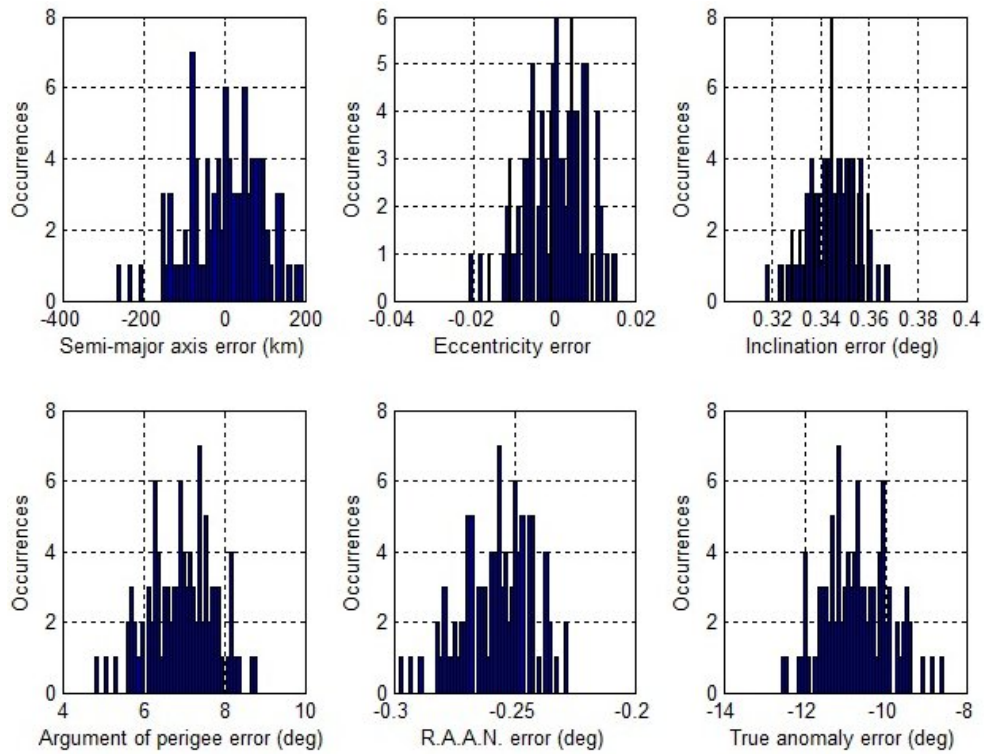 8
6
4
2
0
-400 -200 0 200
Occurrences
Semi-major axis error (km)
6
5
4
3
2
1
0
-0.04 -0.02 0 0.02
Occurrences
Eccentricity error
8
6
4
2
0
0.32 0.34 0.36 0.38 0.4
Occurrences
Inclination error (deg)
8
6
4
2
0
4 6 8 10
Occurrences
Argument of perigee error (deg)
8
6
4
2
0
-0.3 -0.25 -0.2
Occurrences
R.A.A.N. error (deg)
8
6
4
2
0
-14 -12 -10 -8
Occurrences
True anomaly error (deg)